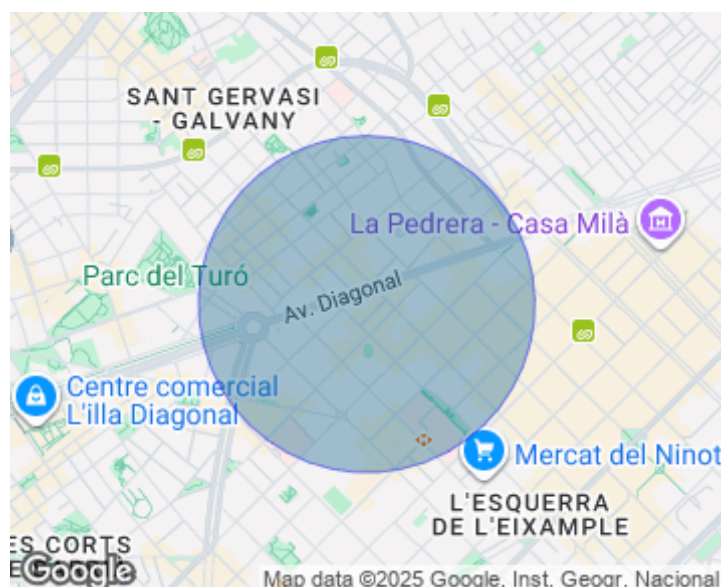 SANT GERVASI
- GALVANY
La Pedrera - Casa Milà
Parc del Turó
Av. Diagonal
Centre comercial
L'illa Diagonal
Mercat del Ninot
L'ESQUERRA
DE L'EIXAMPLE
ES CORTS
Google
Map data ©2025 Google, Inst. Geogr. Nacional